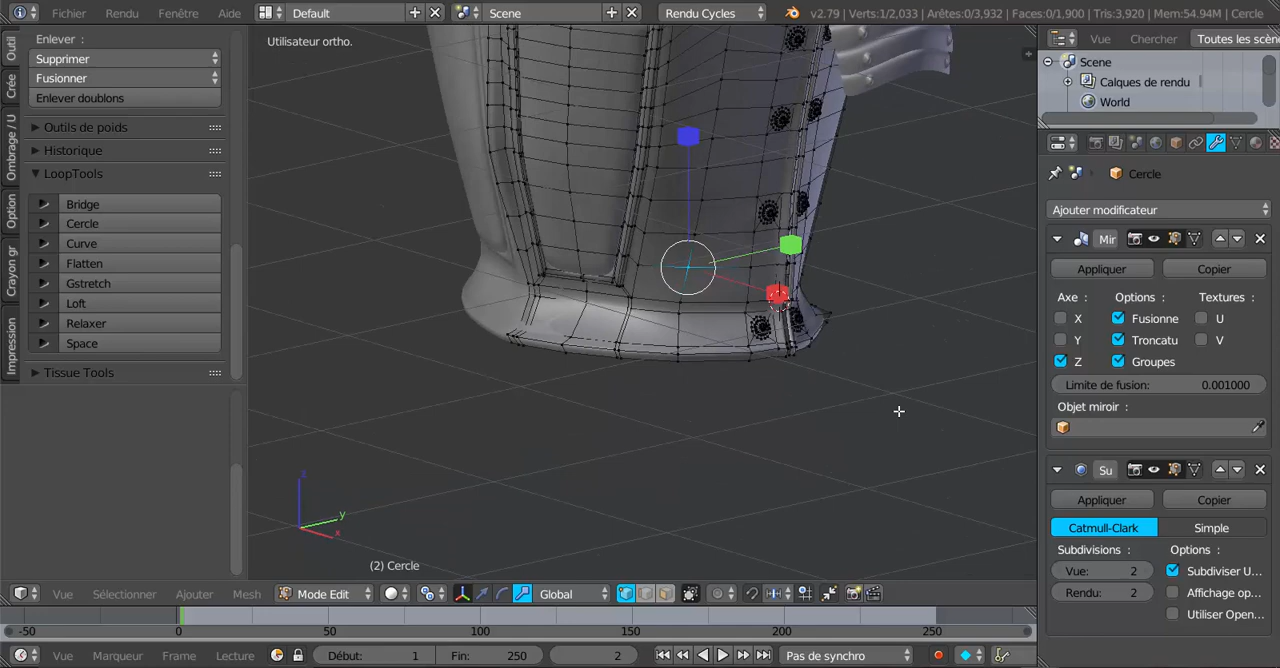 Fichier Rendu Fenêtre Aide Default Scene Rendu Cycles v2.79 | Verts:1/2,033 | Arêtes:0/3,932 | Faces:0/1,900 | Tris:3,920 | Mem:54.94M | Cercle
Outil
Crée
Ombrage / U
Option
Crayon gr
Impression
Enlever :
Supprimer
Fusionner
Enlever doublons
Outils de poids
Historique
LoopTools
Bridge
Cercle
Curve
Flatten
Gstretch
Loft
Relaxer
Space
Tissue Tools
Utilisateur ortho.
z
y
x
(2) Cercle
Vue Sélectionner Ajouter Mesh Mode Edit Global
-50 0 50 100 150 200 250
Vue Marqueur Frame Lecture Début: 1 Fin: 250 2 Pas de synchro
Vue Chercher Toutes les scèn
Scene
Calques de rendu
World
Cercle
Ajouter modificateur
Mir
Appliquer Copier
Axe : Options : Textures :
X Fusionne U
Y Troncatu V
Z Groupes
Limite de fusion: 0.001000
Objet miroir :
Su
Appliquer Copier
Catmull-Clark Simple
Subdivisions : Options :
Vue: 2 Subdiviser U...
Rendu: 2 Affichage op...
Utiliser Open...